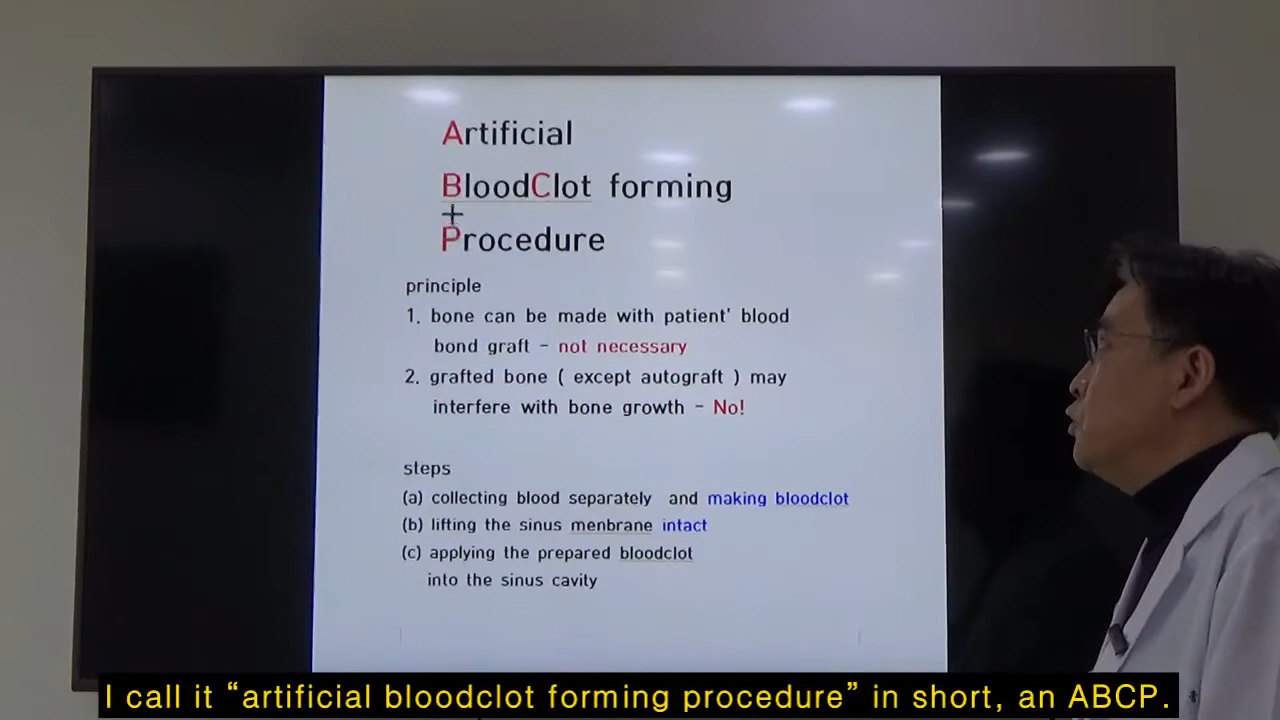 Artificial
BloodClot forming
+
Procedure
principle
1. bone can be made with patient' blood
bond graft - not necessary
2. grafted bone ( except autograft ) may
interfere with bone growth - No!
steps
(a) collecting blood separately and making bloodclot
(b) lifting the sinus menbrane intact
(c) applying the prepared bloodclot
into the sinus cavity
I call it “artificial bloodclot forming procedure” in short, an ABCP.